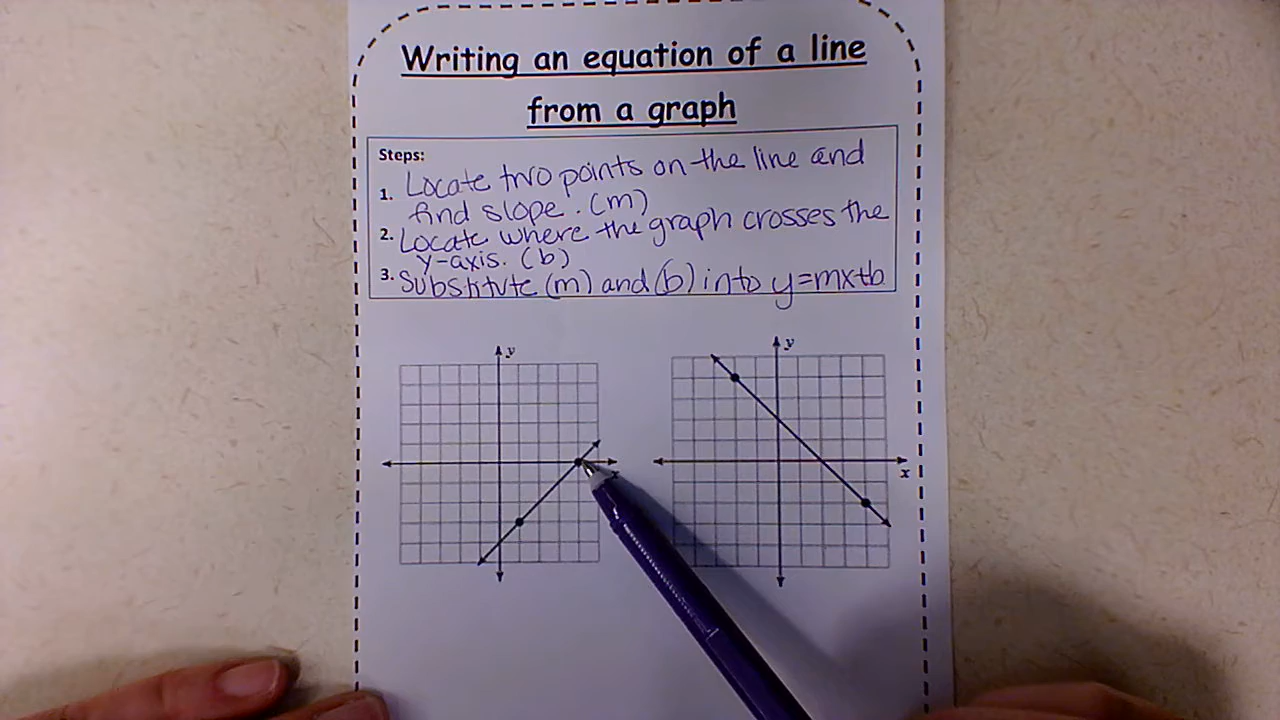 Writing an equation of a line
from a graph
Steps:
1. Locate two points on the line and
find slope. (m)
2. Locate where the graph crosses the
y-axis. (b)
3. Substitute (m) and (b) into y=mx+b
y
y
x
x